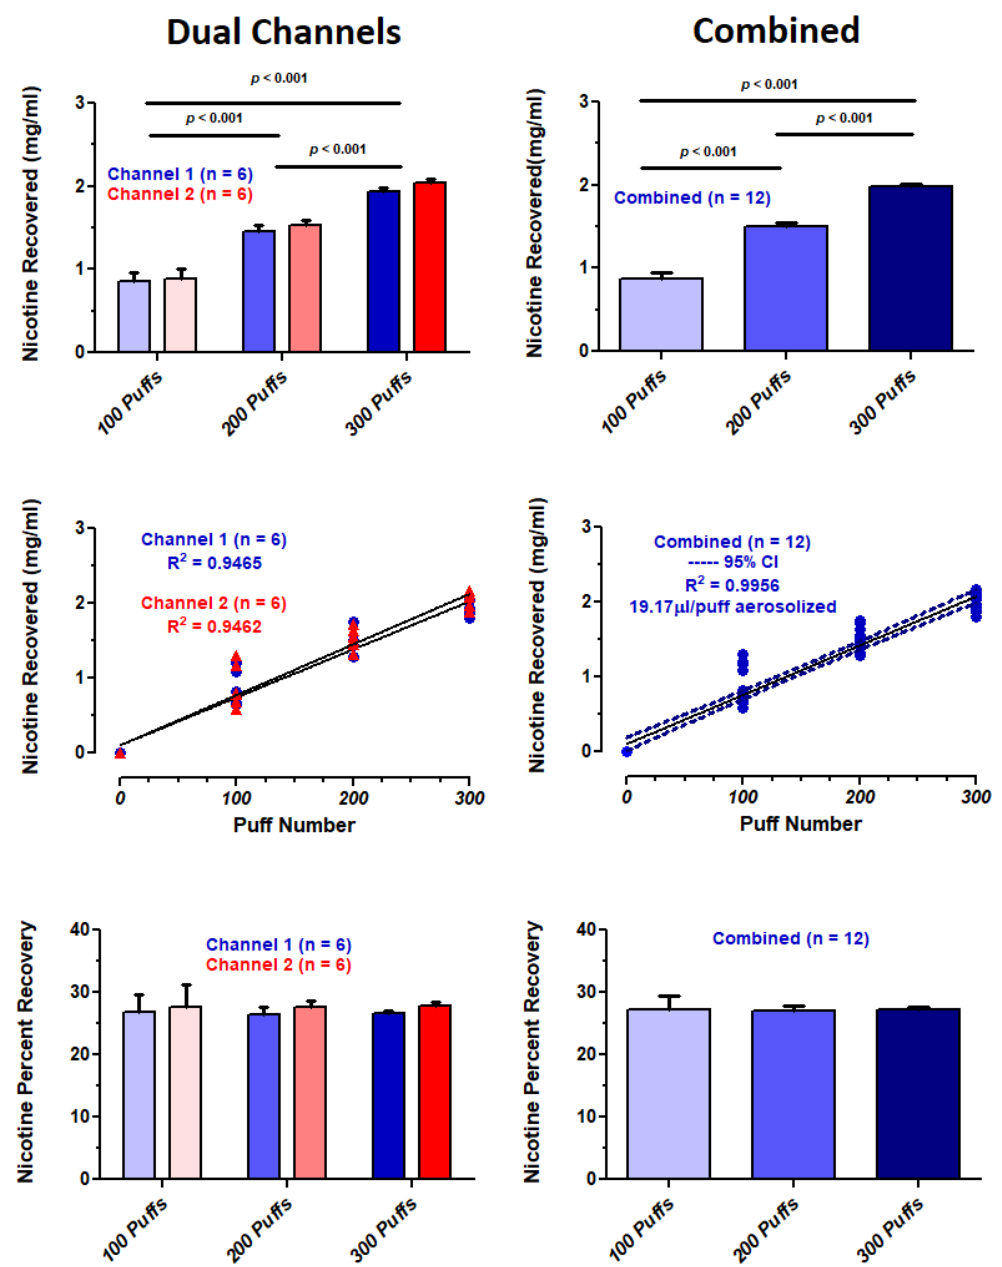 Dual Channels
Combined
p < 0.001
p < 0.001
p < 0.001
Channel 1 (n = 6)
Channel 2 (n = 6)
Nicotine Recovered (mg/ml)
3
2
1
0
100 Puffs
200 Puffs
300 Puffs
p < 0.001
p < 0.001
p < 0.001
Combined (n = 12)
Nicotine Recovered(mg/ml)
3
2
1
0
100 Puffs
200 Puffs
300 Puffs
Channel 1 (n = 6)
R² = 0.9465
Channel 2 (n = 6)
R² = 0.9462
Nicotine Recovered (mg/ml)
3
2
1
0
0
100
200
300
Puff Number
Combined (n = 12)
----- 95% CI
R² = 0.9956
19.17µl/puff aerosolized
Nicotine Recovered (mg/ml)
3
2
1
0
0
100
200
300
Puff Number
Channel 1 (n = 6)
Channel 2 (n = 6)
Nicotine Percent Recovery
40
30
20
10
0
100 Puffs
200 Puffs
300 Puffs
Combined (n = 12)
Nicotine Percent Recovery
40
30
20
10
0
100 Puffs
200 Puffs
300 Puffs